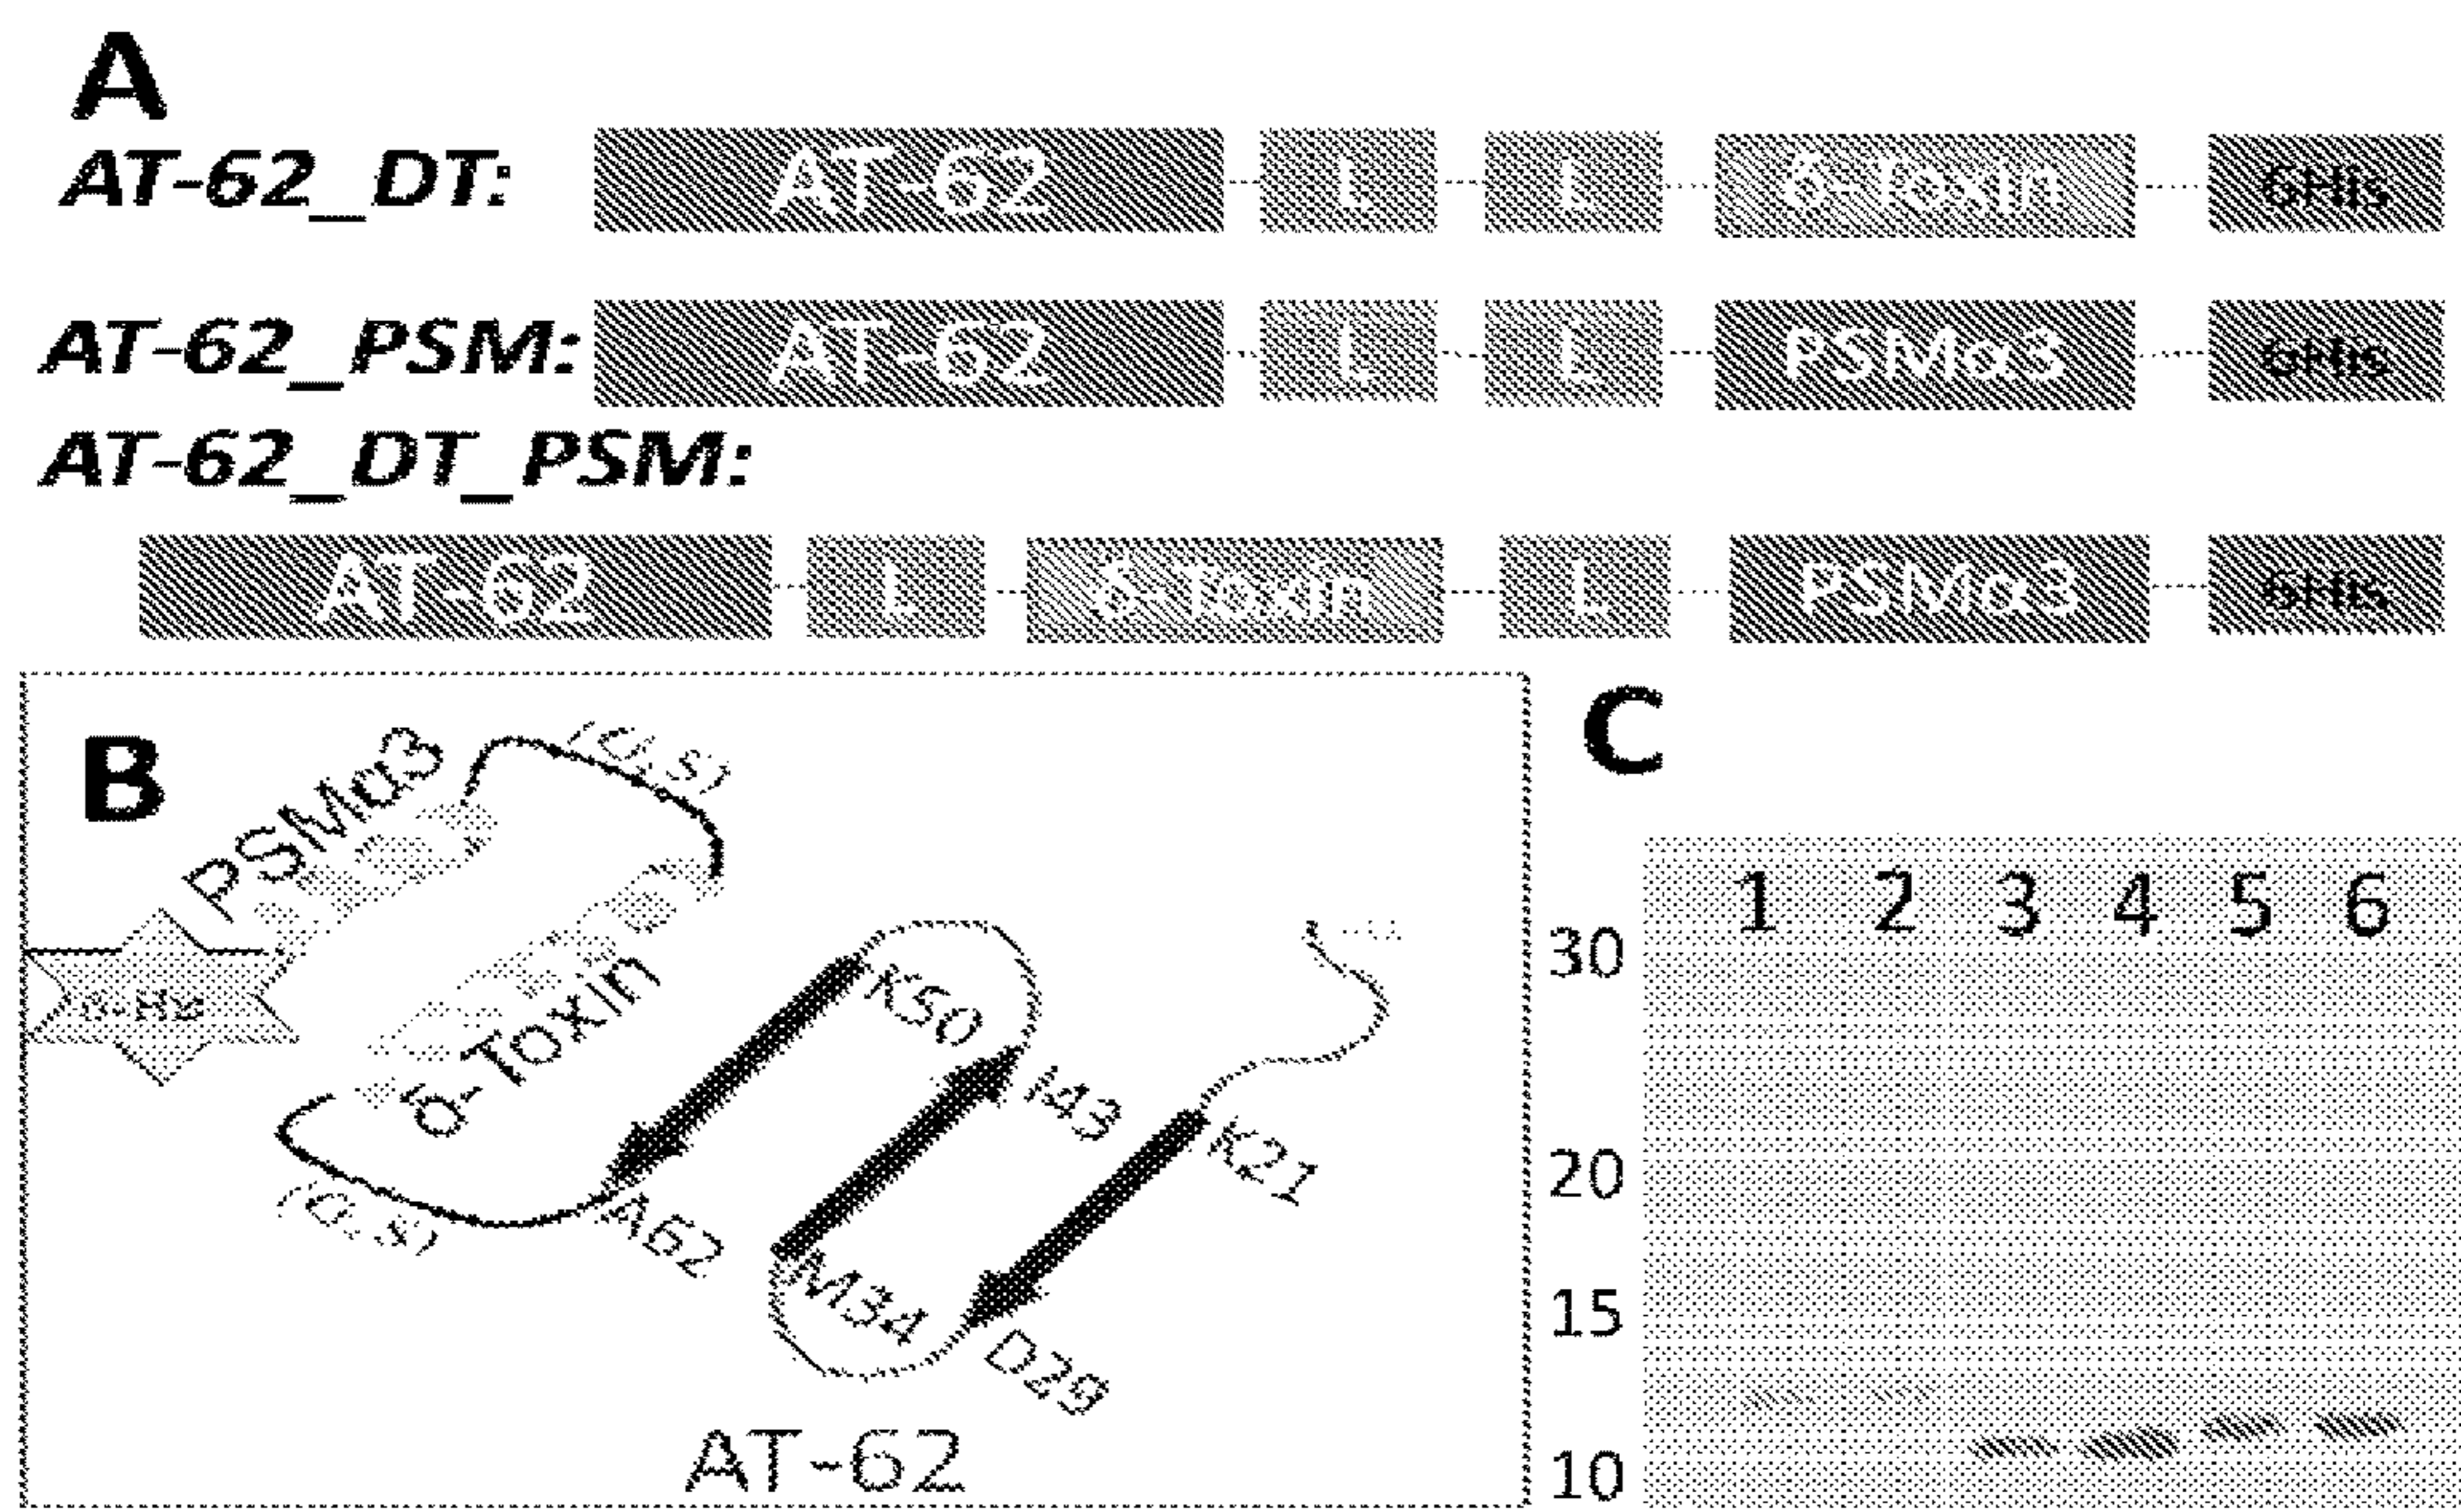 A
AT-62_DT: AT-62 L L δ-Toxin 6His
AT-62_PSM: AT-62 L L PSMα3 6His
AT-62_DT_PSM:
AT-62 L δ-Toxin L PSMα3 6His
B
PSMα3
δ-Toxin
K50
I43
K21
A62
M34
D29
AT-62
C
1 2 3 4 5 6
30
20
15
10